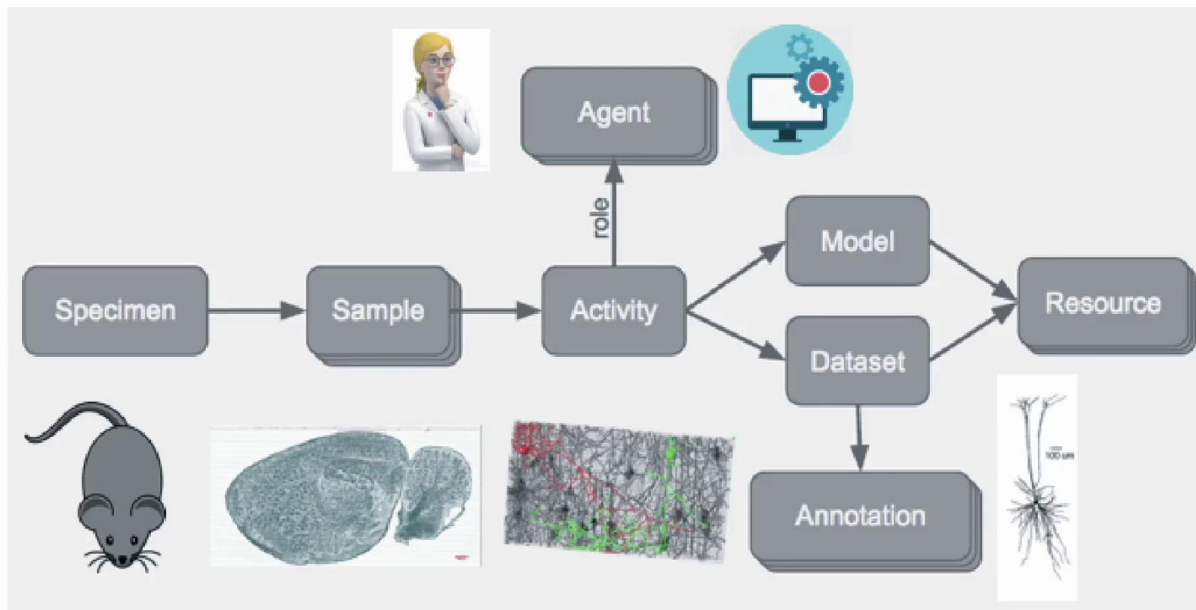 Agent
role
Model
Specimen
Sample
Activity
Resource
Dataset
100 um
Annotation